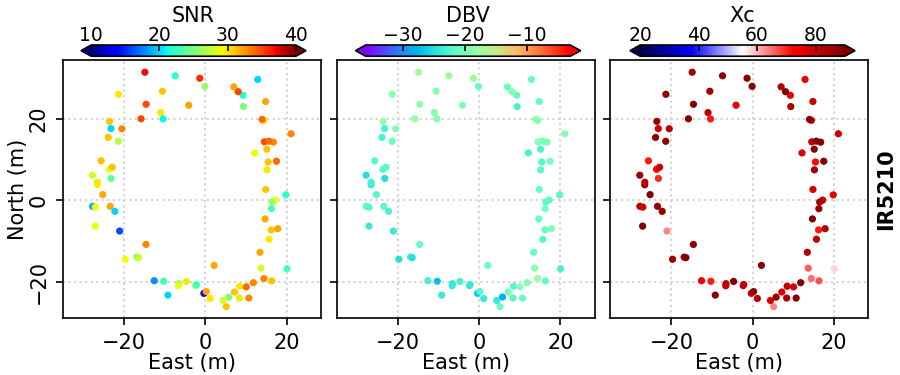 SNR
10 20 30 40
DBV
−30 −20 −10
Xc
20 40 60 80
North (m)
20
0
−20
−20 0 20
East (m)
−20 0 20
East (m)
−20 0 20
East (m)
IR5210